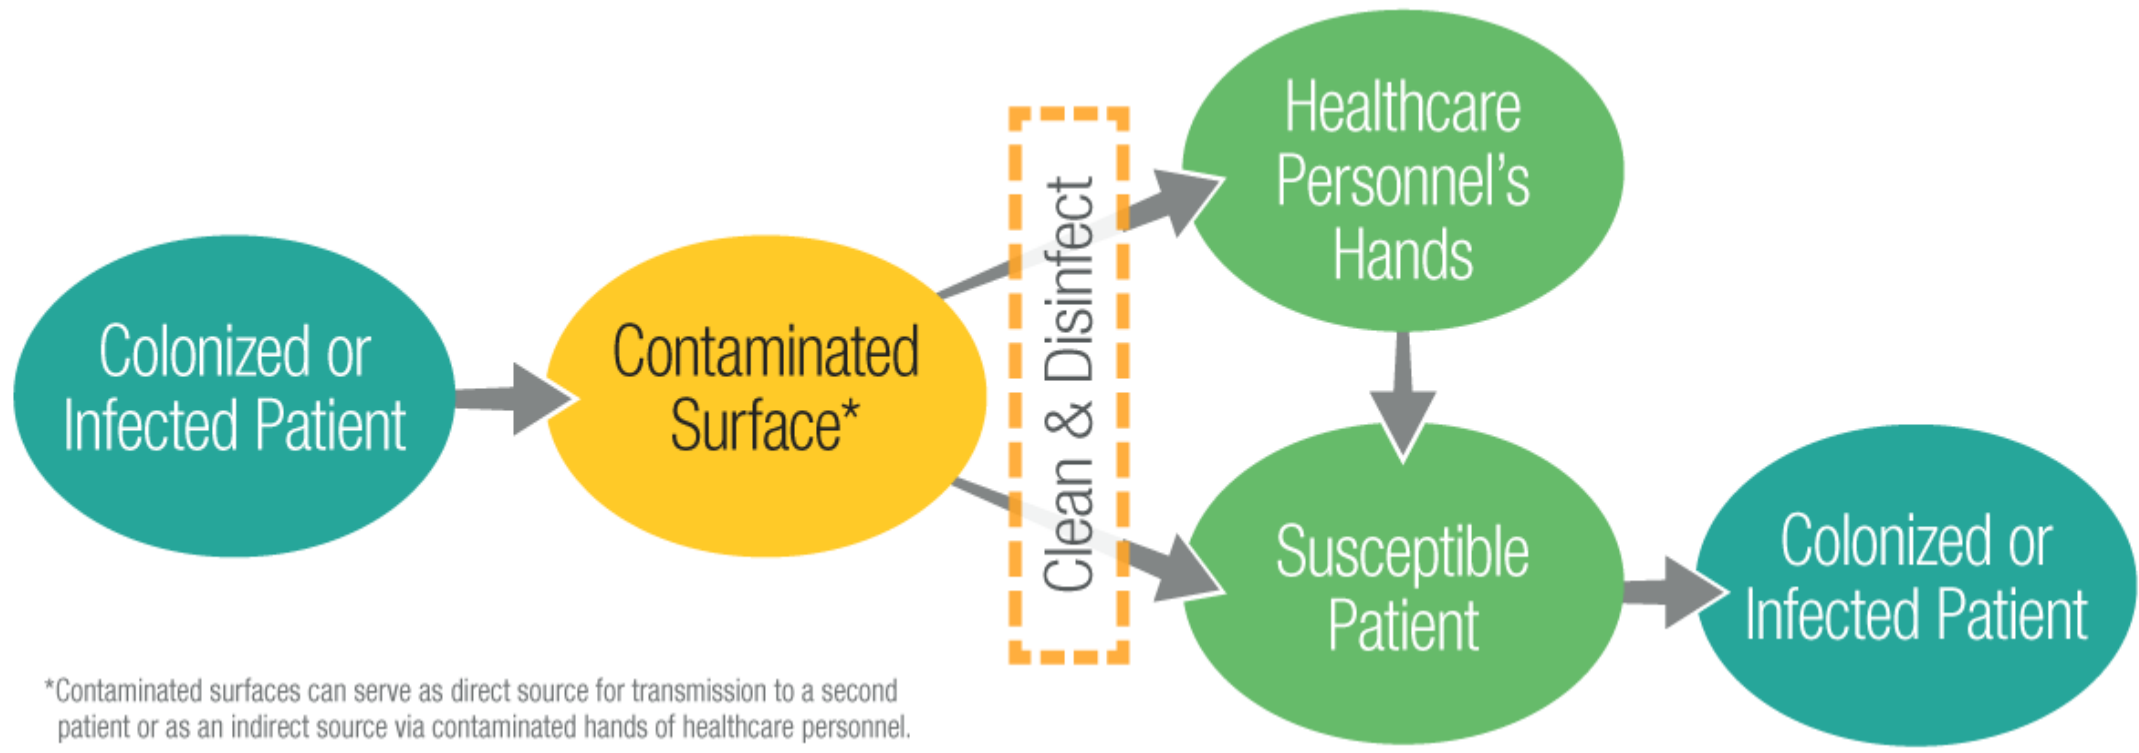 Colonized or
Infected Patient
Contaminated
Surface*
Clean & Disinfect
Healthcare
Personnel’s
Hands
Susceptible
Patient
Colonized or
Infected Patient
*Contaminated surfaces can serve as direct source for transmission to a second
patient or as an indirect source via contaminated hands of healthcare personnel.